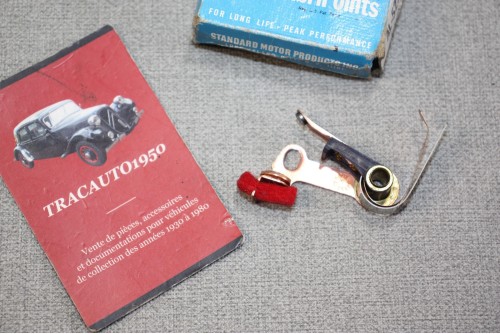 FOR LONG LIFE - PEAK PERFORMANCE
STANDARD MOTOR PRODUCTS INC.
TRACAUTO1950
Vente de pièces, accessoires
et documentations pour véhicules
de collection des années 1930 à 1980